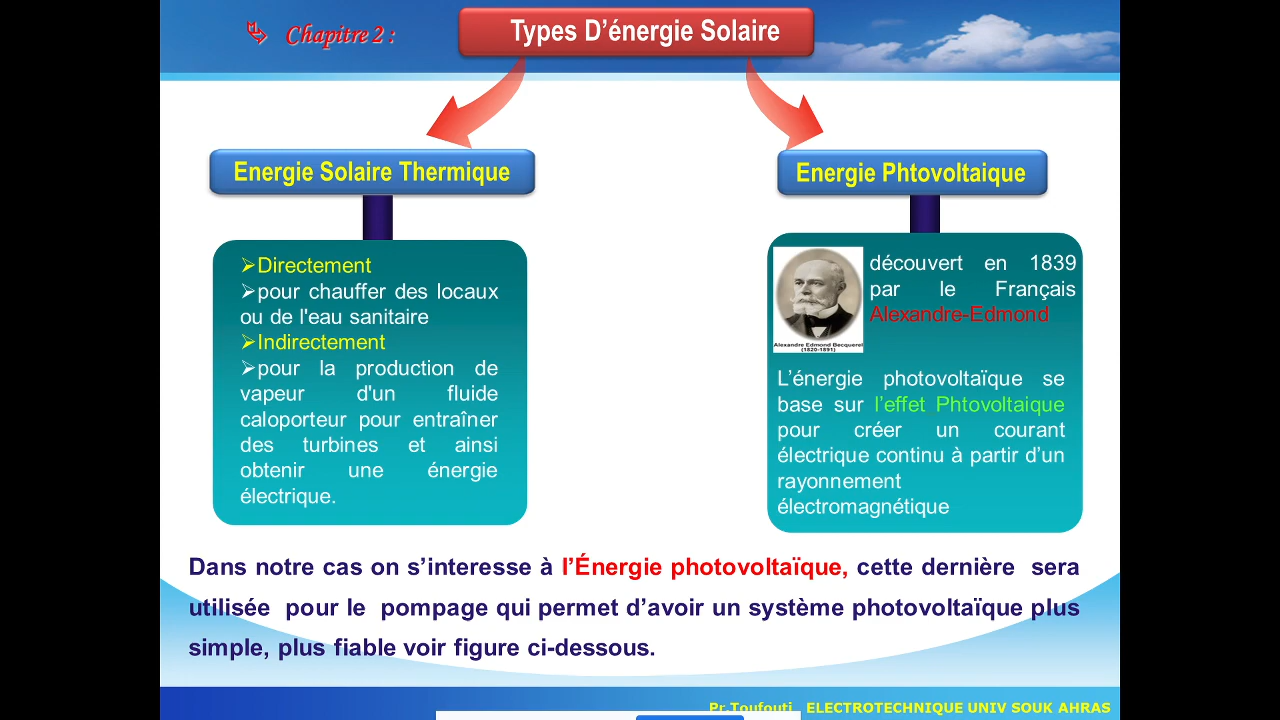 Chapitre 2 :
Types D’énergie Solaire
Energie Solaire Thermique
Energie Phtovoltaique
➢Directement
➢pour chauffer des locaux
ou de l'eau sanitaire
➢Indirectement
➢pour la production de
vapeur d'un fluide
caloporteur pour entraîner
des turbines et ainsi
obtenir une énergie
électrique.
découvert en 1839
par le Français
Alexandre-Edmond
Alexandre Edmond Becquerel
(1820-1891)
L’énergie photovoltaïque se
base sur l’effet Phtovoltaique
pour créer un courant
électrique continu à partir d’un
rayonnement
électromagnétique
Dans notre cas on s’interesse à l’Énergie photovoltaïque, cette dernière sera
utilisée pour le pompage qui permet d’avoir un système photovoltaïque plus
simple, plus fiable voir figure ci-dessous.
Pr.Toufouti ELECTROTECHNIQUE UNIV SOUK AHRAS